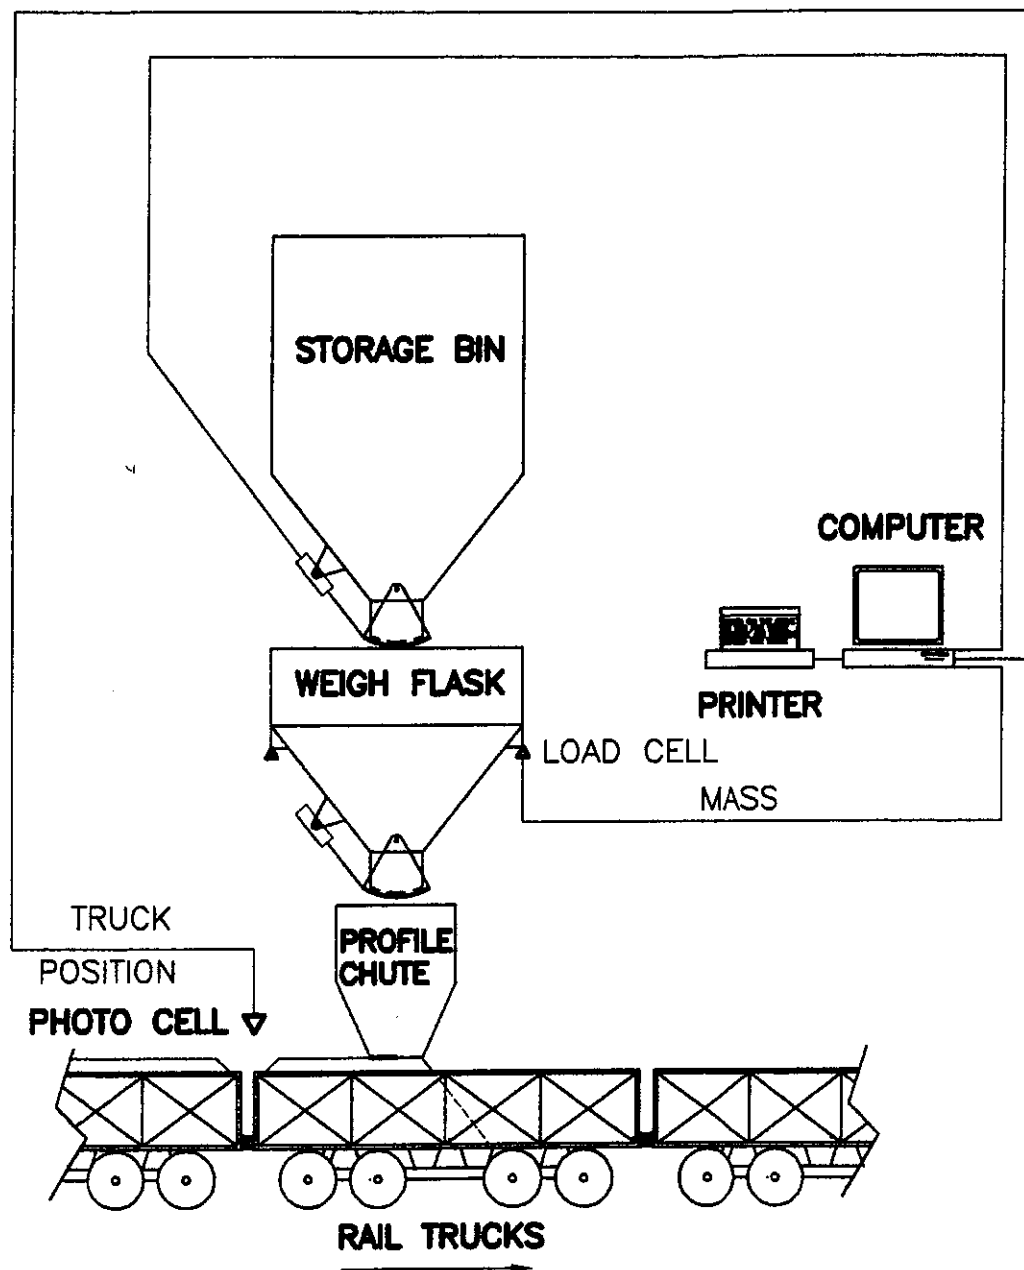 STORAGE BIN
COMPUTER
WEIGH FLASK
PRINTER
LOAD CELL
MASS
TRUCK
POSITION
PROFILE
CHUTE
PHOTO CELL
RAIL TRUCKS